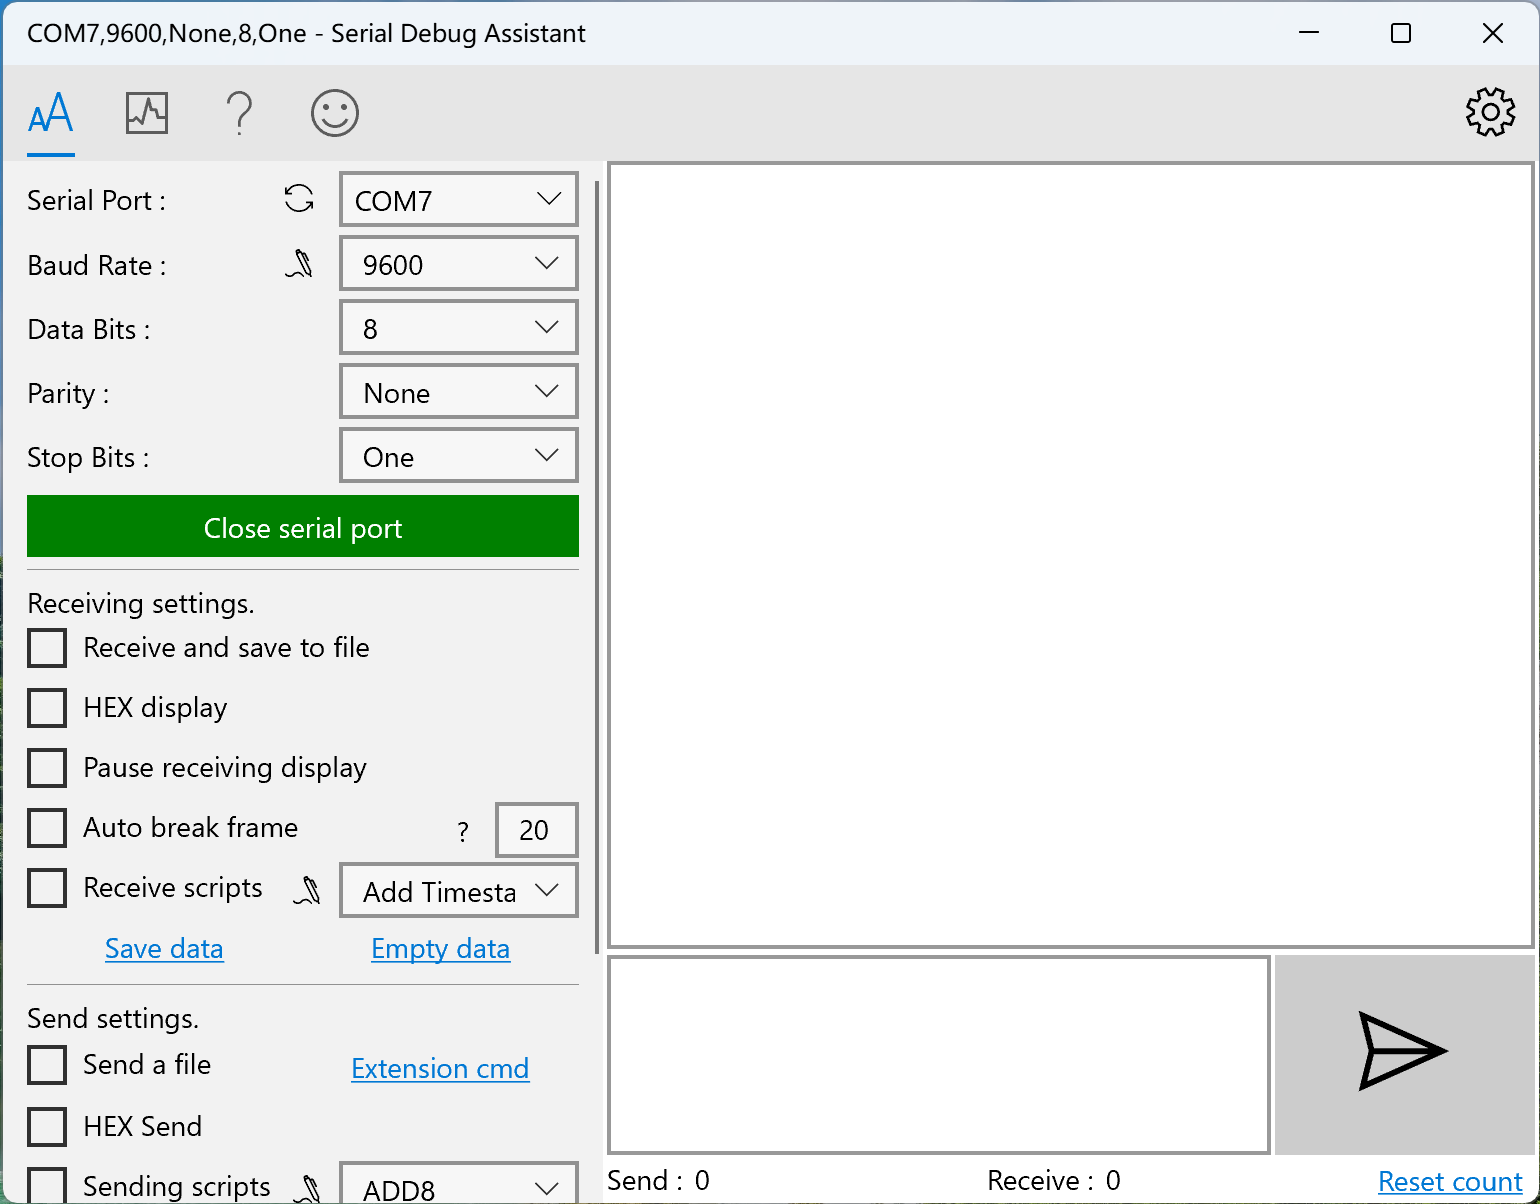 COM7,9600,None,8,One - Serial Debug Assistant
Serial Port :
COM7
Baud Rate :
9600
Data Bits :
8
Parity :
None
Stop Bits :
One
Close serial port
Receiving settings.
Receive and save to file
HEX display
Pause receiving display
Auto break frame
?
20
Receive scripts
Add Timesta
Save data
Empty data
Send settings.
Send a file
Extension cmd
HEX Send
Sending scripts
ADD8
Send : 0
Receive : 0
Reset count